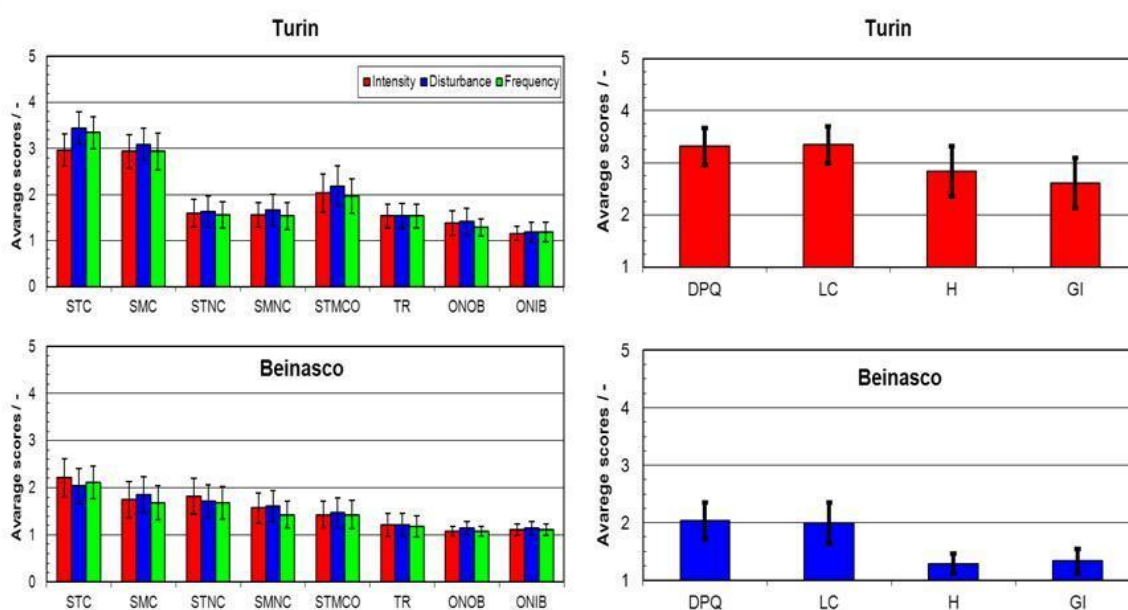 Turin
Avarage scores / -
5
4
3
2
1
0
Intensity Disturbance Frequency
STC SMC STNC SMNC STMCO TR ONOB ONIB
Turin
Avarege scores / -
5
4
3
2
1
DPQ LC H GI
Beinasco
Avarage scores / -
5
4
3
2
1
0
STC SMC STNC SMNC STMCO TR ONOB ONIB
Beinasco
Avarege scores / -
5
4
3
2
1
DPQ LC H GI